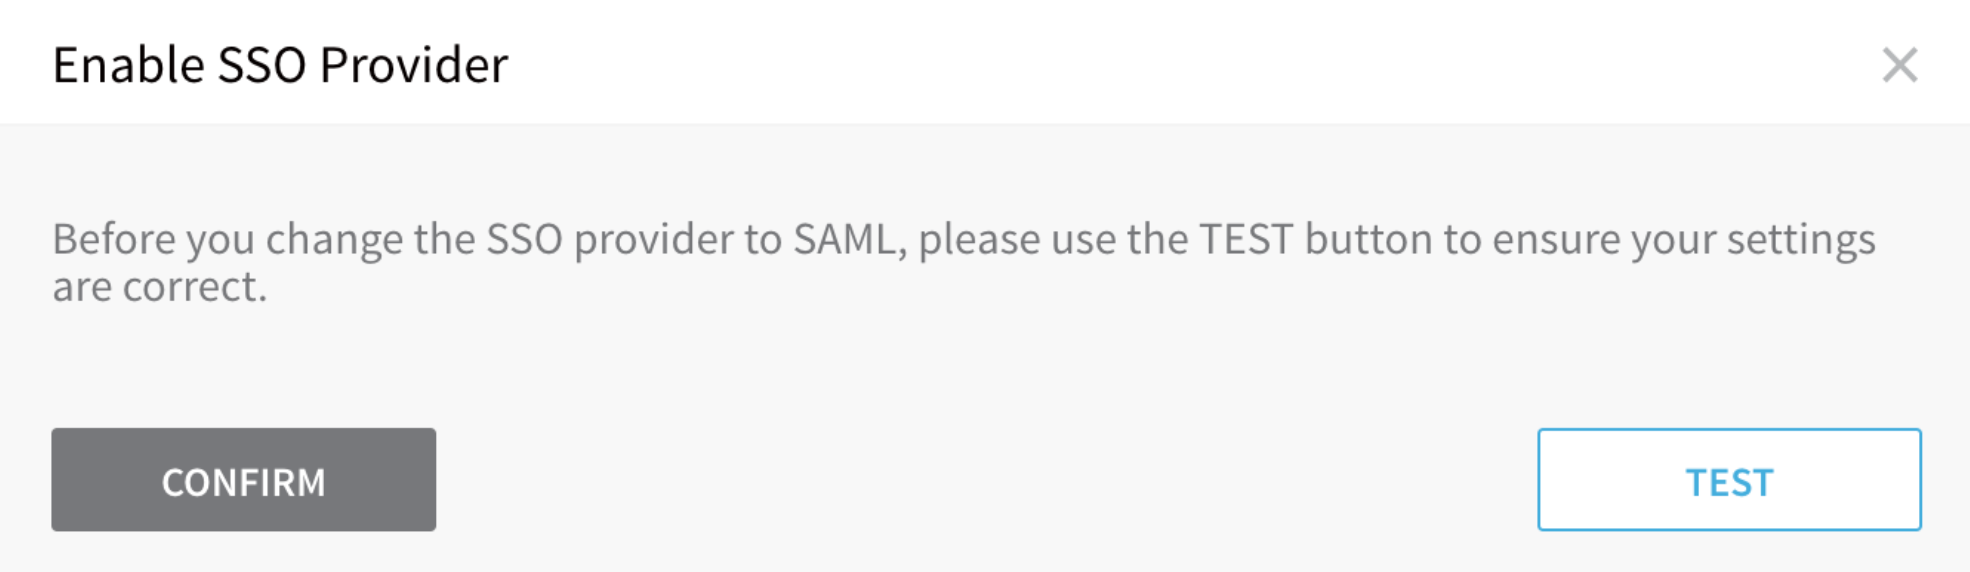 Enable SSO Provider
Before you change the SSO provider to SAML, please use the TEST button to ensure your settings
are correct.
CONFIRM
TEST